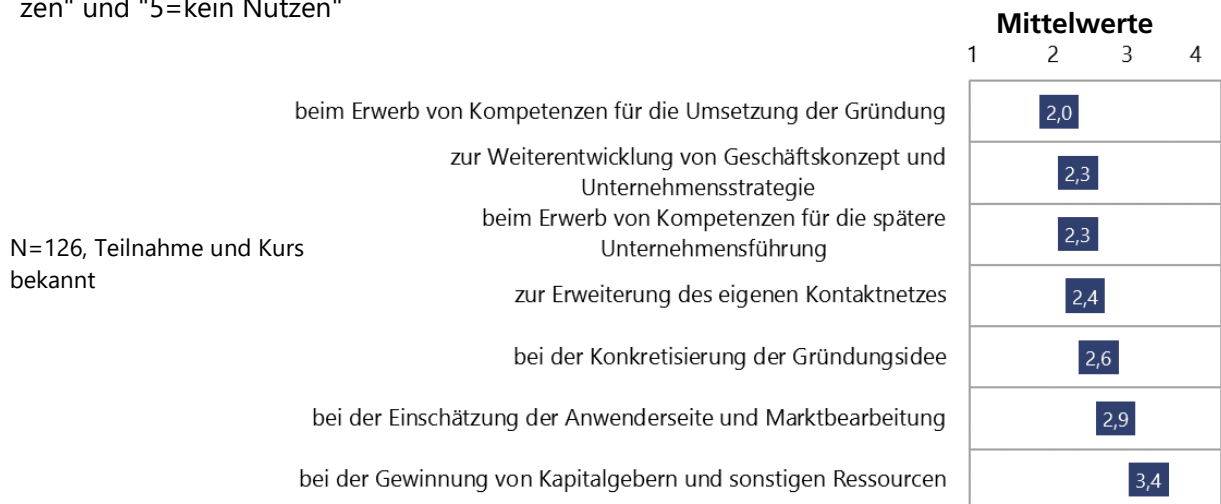 zen" und "5=kein Nutzen"
Mittelwerte
1 2 3 4
beim Erwerb von Kompetenzen für die Umsetzung der Gründung 2,0
zur Weiterentwicklung von Geschäftskonzept und
Unternehmensstrategie 2,3
beim Erwerb von Kompetenzen für die spätere
Unternehmensführung 2,3
N=126, Teilnahme und Kurs
bekannt
zur Erweiterung des eigenen Kontaktnetzes 2,4
bei der Konkretisierung der Gründungsidee 2,6
bei der Einschätzung der Anwenderseite und Marktbearbeitung 2,9
bei der Gewinnung von Kapitalgebern und sonstigen Ressourcen 3,4